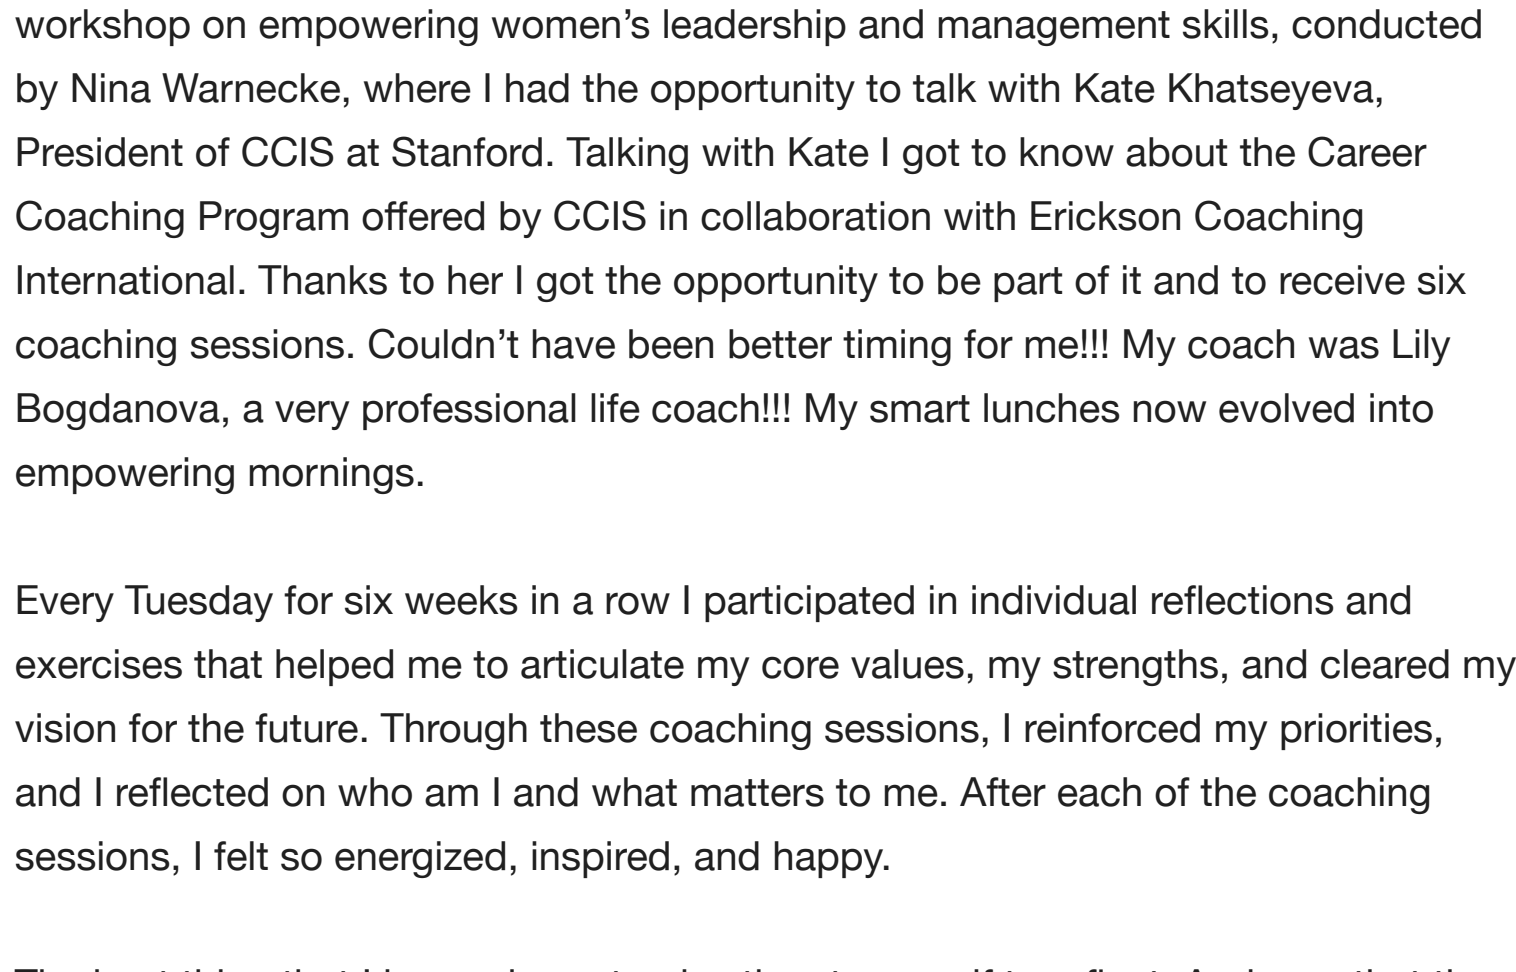 workshop on empowering women’s leadership and management skills, conducted
by Nina Warnecke, where I had the opportunity to talk with Kate Khatseyeva,
President of CCIS at Stanford. Talking with Kate I got to know about the Career
Coaching Program offered by CCIS in collaboration with Erickson Coaching
International. Thanks to her I got the opportunity to be part of it and to receive six
coaching sessions. Couldn’t have been better timing for me!!! My coach was Lily
Bogdanova, a very professional life coach!!! My smart lunches now evolved into
empowering mornings.
Every Tuesday for six weeks in a row I participated in individual reflections and
exercises that helped me to articulate my core values, my strengths, and cleared my
vision for the future. Through these coaching sessions, I reinforced my priorities,
and I reflected on who am I and what matters to me. After each of the coaching
sessions, I felt so energized, inspired, and happy.